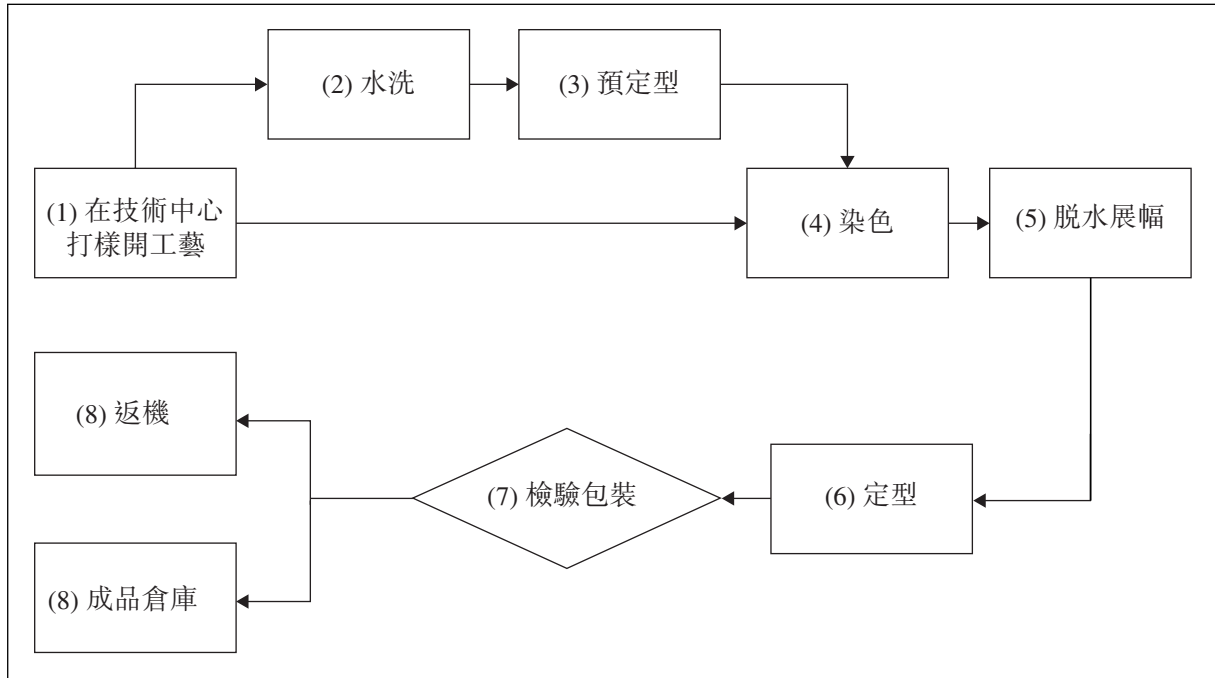 (2) 水洗
(3) 預定型
(1) 在技術中心
打樣開工藝
(4) 染色
(5) 脱水展幅
(8) 返機
(7) 檢驗包裝
(6) 定型
(8) 成品倉庫